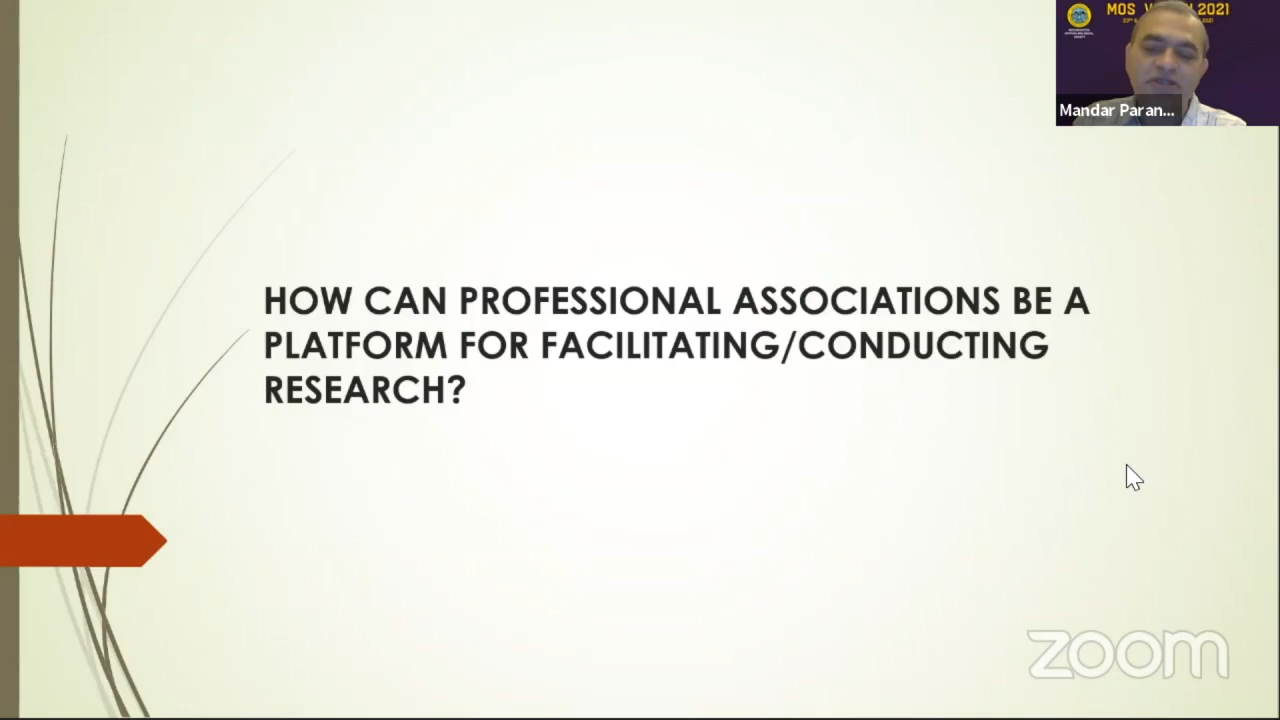 MOS
2021
Mandar Paran...
HOW CAN PROFESSIONAL ASSOCIATIONS BE A
PLATFORM FOR FACILITATING/CONDUCTING
RESEARCH?
zoom